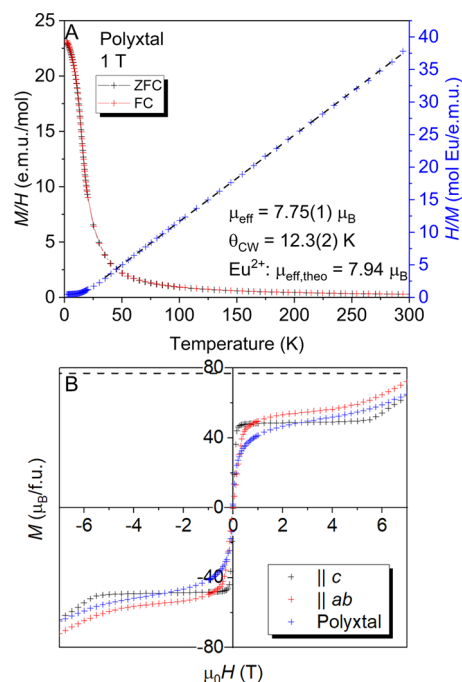 A
Polyxtal
1 T
ZFC
FC
μeff = 7.75(1) μB
θCW = 12.3(2) K
Eu2+: μeff,theo = 7.94 μB
M/H (e.m.u./mol)
25
20
15
10
5
0
H/M (mol Eu/e.m.u.)
40
35
30
25
20
15
10
5
0
0 50 100 150 200 250 300
Temperature (K)
B
M (μB/f.u.)
80
40
0
-40
-80
-6 -4 -2 0 2 4 6
|| c
|| ab
Polyxtal
μ0H (T)